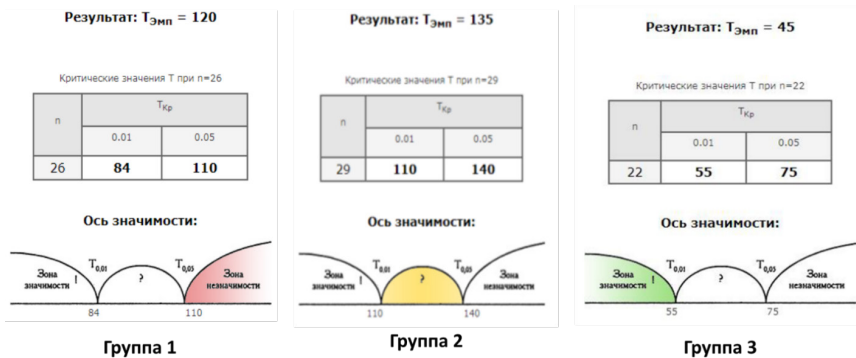 Результат: TЭмп = 120
Критические значения T при n=26
n
TКр
0.01 0.05
26 84 110
Ось значимости:
Зона значимости
!
T0,01
?
T0,05
Зона незначимости
84 110
Группа 1
Результат: TЭмп = 135
Критические значения T при n=29
n
TКр
0.01 0.05
29 110 140
Ось значимости:
Зона значимости
!
T0,01
?
T0,05
Зона незначимости
110 140
Группа 2
Результат: TЭмп = 45
Критические значения T при n=22
n
TКр
0.01 0.05
22 55 75
Ось значимости:
Зона значимости
!
T0,01
?
T0,05
Зона незначимости
55 75
Группа 3